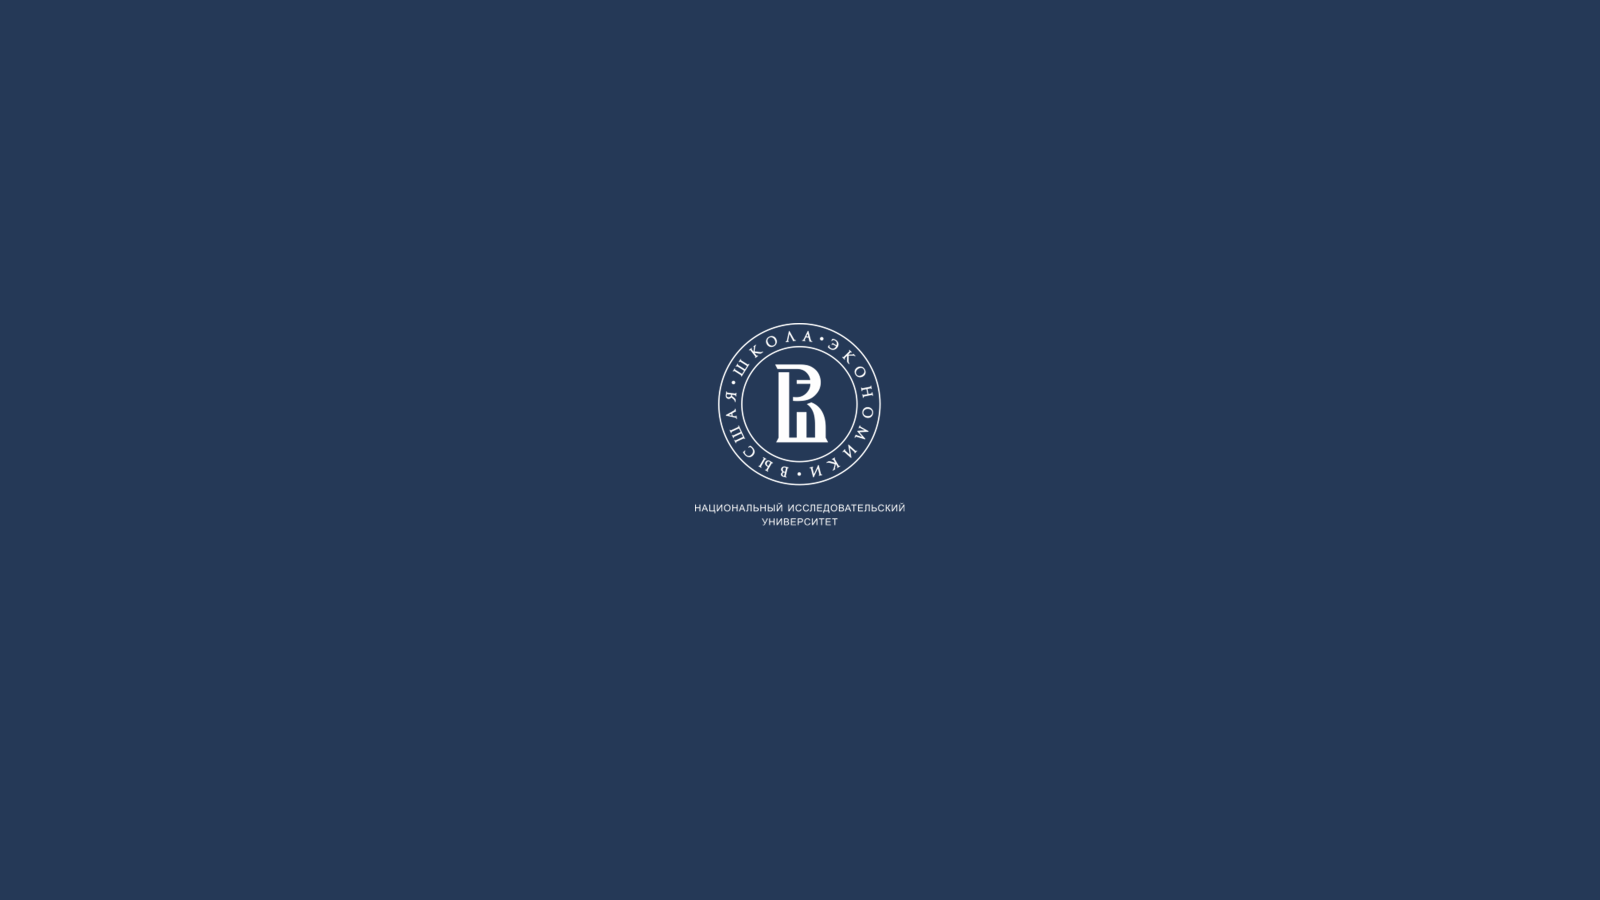 ВЫСШАЯ • ШКОЛА • ЭКОНОМИКИ •
НАЦИОНАЛЬНЫЙ ИССЛЕДОВАТЕЛЬСКИЙ
УНИВЕРСИТЕТ